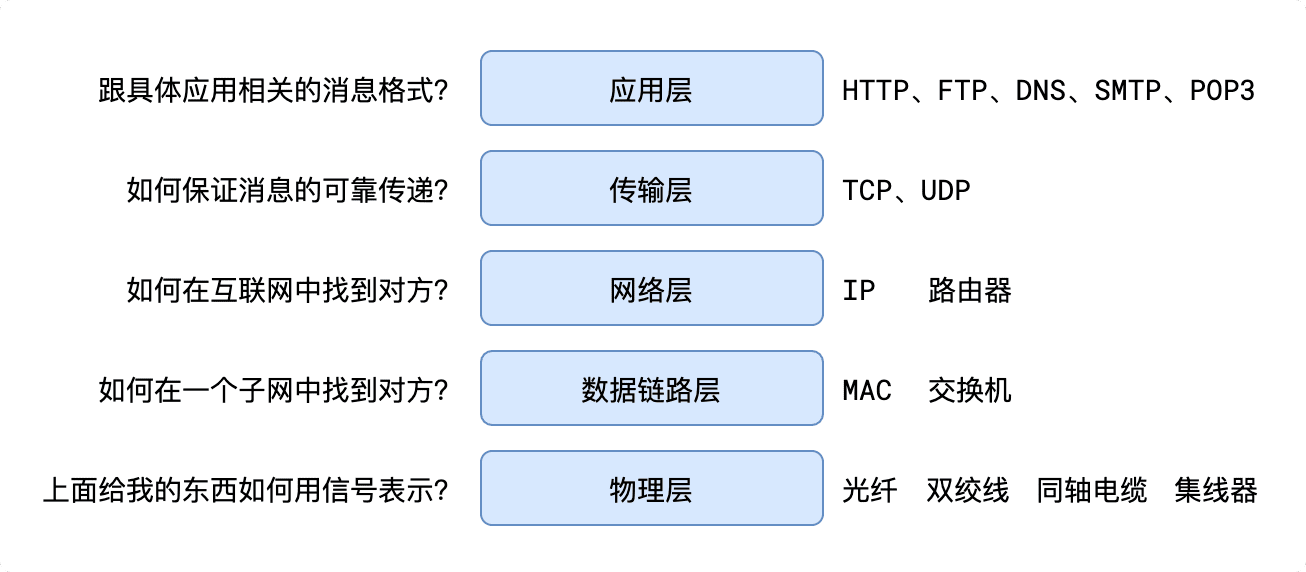 跟具体应用相关的消息格式? 应用层 HTTP、FTP、DNS、SMTP、POP3
如何保证消息的可靠传递? 传输层 TCP、UDP
如何在互联网中找到对方? 网络层 IP 路由器
如何在一个子网中找到对方? 数据链路层 MAC 交换机
上面给我的东西如何用信号表示? 物理层 光纤 双绞线 同轴电缆 集线器